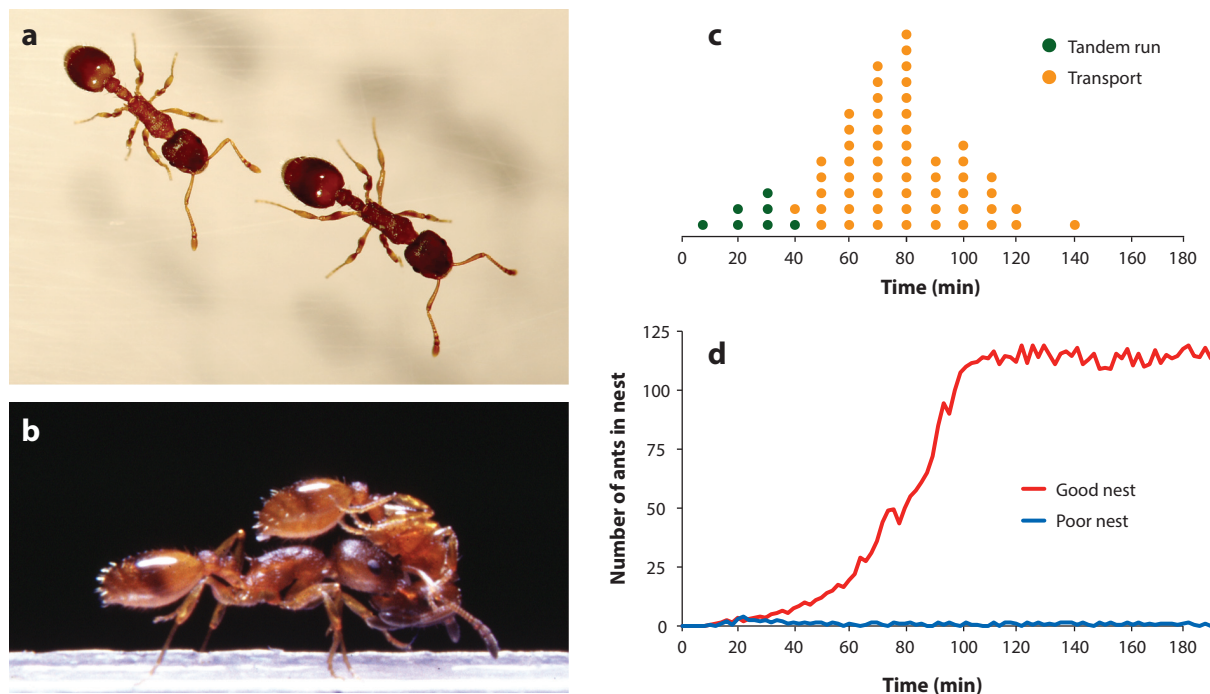 a
b
c
Tandem run
Transport
0 20 40 60 80 100 120 140 160 180
Time (min)
d
125
100
75
50
25
0
Number of ants in nest
Good nest
Poor nest
0 20 40 60 80 100 120 140 160 180
Time (min)